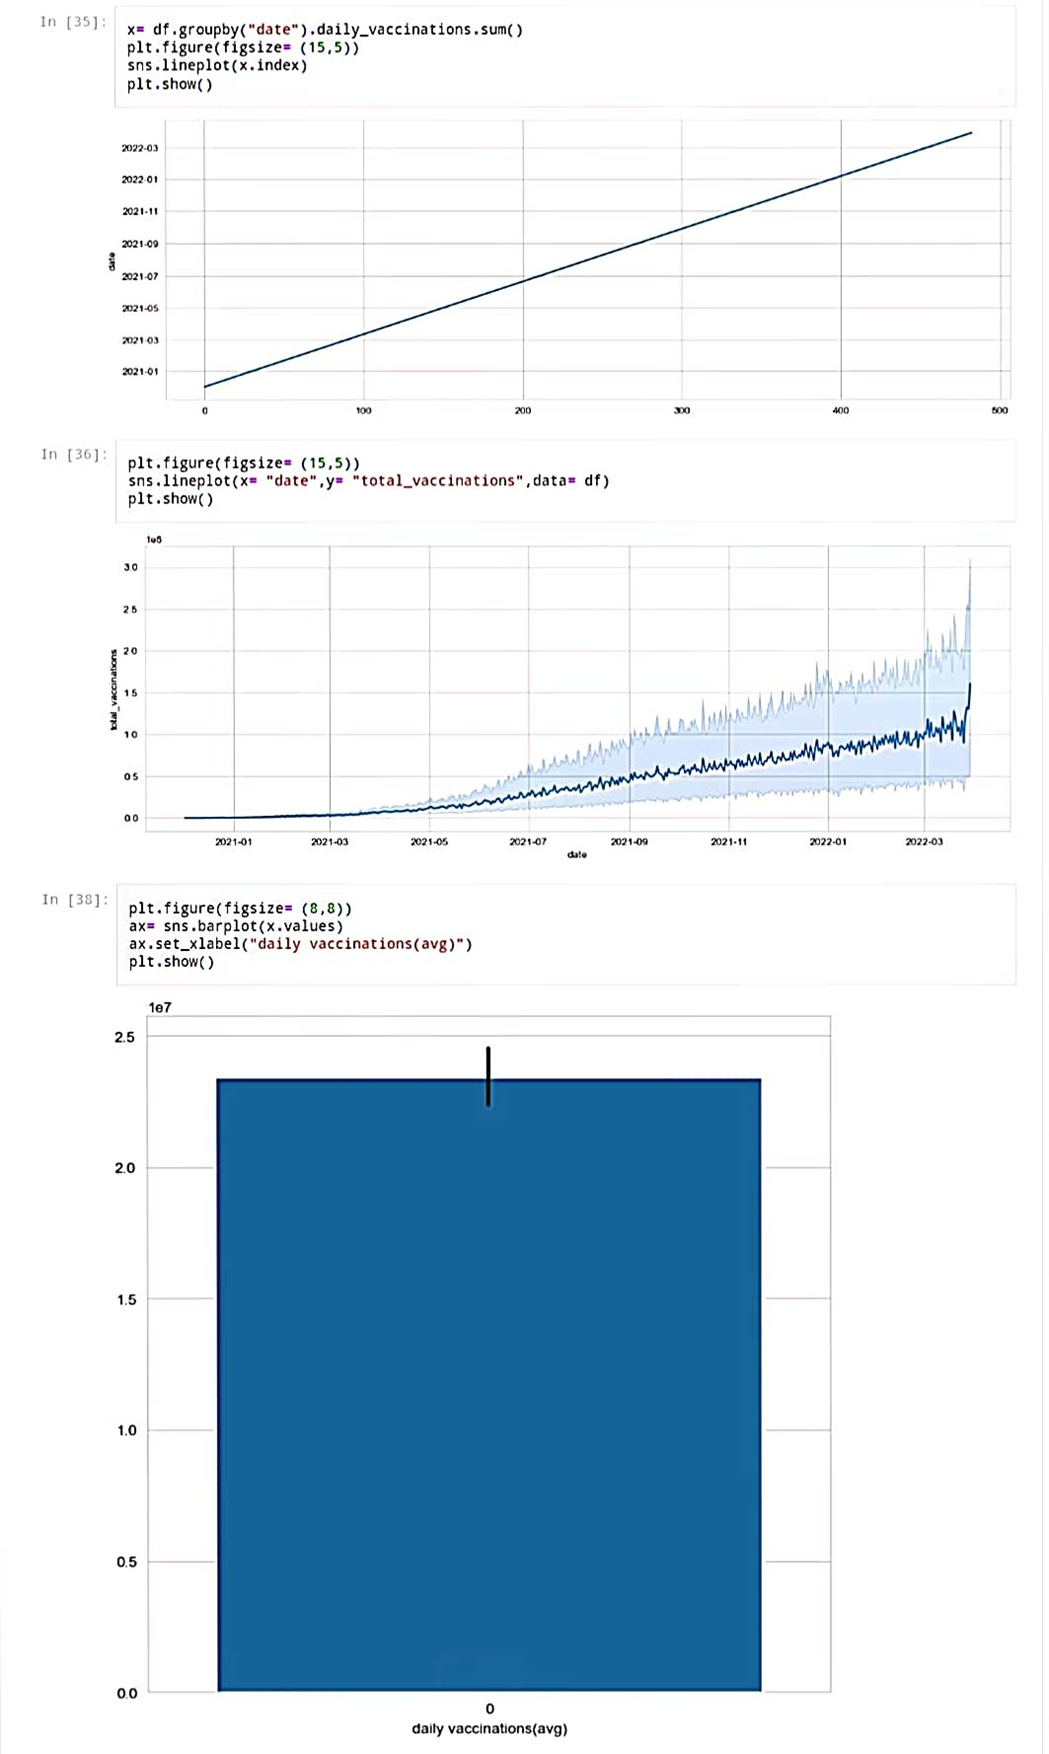 In [35]:
x= df.groupby("date").daily_vaccinations.sum()
plt.figure(figsize= (15,5))
sns.lineplot(x.index)
plt.show()
2022-03
2022-01
2021-11
2021-09
2021-07
2021-05
2021-03
2021-01
date
0 100 200 300 400 500
In [36]:
plt.figure(figsize= (15,5))
sns.lineplot(x= "date",y= "total_vaccinations",data= df)
plt.show()
3.0
2.5
2.0
1.5
1.0
0.5
0.0
total_vaccinations
2021-01 2021-03 2021-05 2021-07 2021-09 2021-11 2022-01 2022-03
date
In [38]:
plt.figure(figsize= (8,8))
ax= sns.barplot(x.values)
ax.set_xlabel("daily vaccinations(avg)")
plt.show()
1e7
2.5
2.0
1.5
1.0
0.5
0.0
0
daily vaccinations(avg)